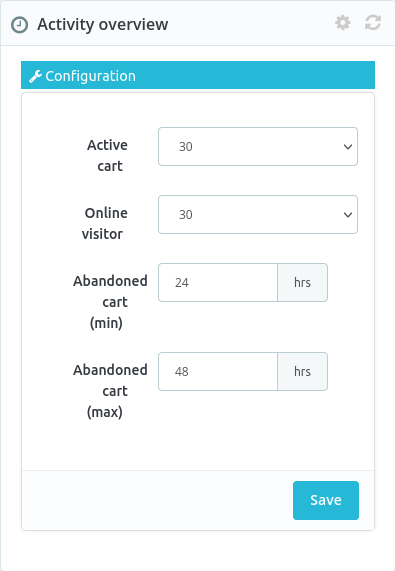 Activity overview
Configuration
Active
cart
30
Online
visitor
30
Abandoned
cart
(min)
24
hrs
Abandoned
cart
(max)
48
hrs
Save